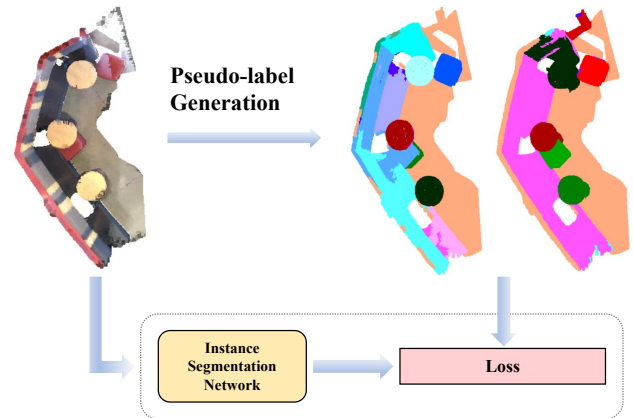 Pseudo-label
Generation
Instance
Segmentation
Network
Loss